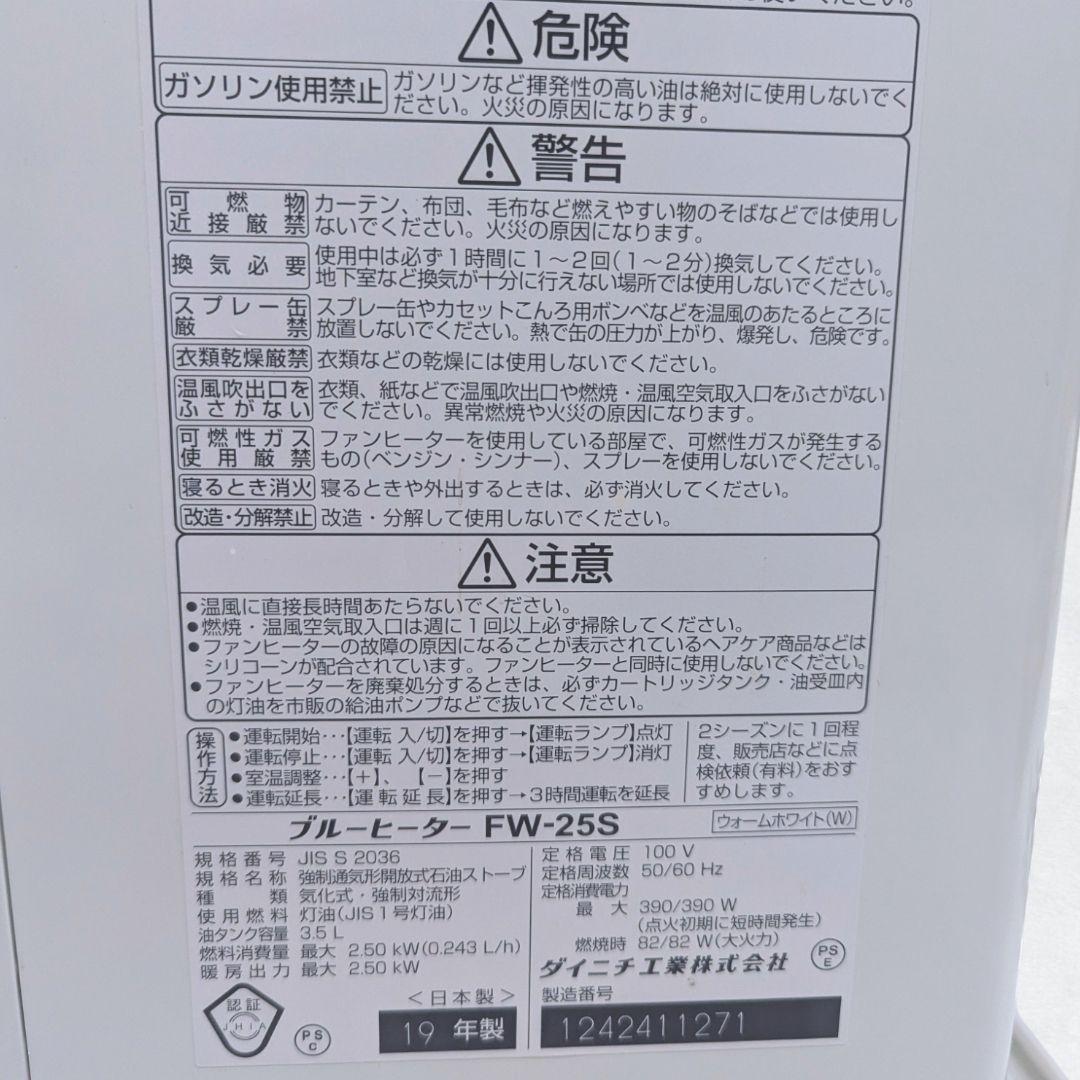 危険
ガソリン使用禁止
ガソリンなど揮発性の高い油は絶対に使用しないでく
ださい。火災の原因になります。
警告
可燃物
近接厳禁
カーテン、布団、毛布など燃えやすい物のそばなどでは使用し
ないでください。火災の原因になります。
換気必要
使用中は必ず1時間に1〜2回(1〜2分)換気してください。
地下室など換気が十分に行えない場所では使用しないでください。
スプレー缶
厳禁
スプレー缶やカセットこんろ用ボンベなどを温風のあたるところに
放置しないでください。熱で缶の圧力が上がり、爆発し、危険です。
衣類乾燥厳禁
衣類などの乾燥には使用しないでください。
温風吹出口を
ふさがない
衣類、紙などで温風吹出口や燃焼・温風空気取入口をふさがない
でください。異常燃焼や火災の原因になります。
可燃性ガス
使用厳禁
ファンヒーターを使用している部屋で、可燃性ガスが発生する
もの(ベンジン・シンナー)、スプレーを使用しないでください。
寝るとき消火
寝るときや外出するときは、必ず消火してください。
改造・分解禁止
改造・分解して使用しないでください。
注意
●温風に直接長時間あたらないでください。
●燃焼・温風空気取入口は週に1回以上必ず掃除してください。
●ファンヒーターの故障の原因になることが表示されているヘアケア商品などは
シリコーンが配合されています。ファンヒーターと同時に使用しないでください。
●ファンヒーターを廃棄処分するときは、必ずカートリッジタンク・油受皿内
の灯油を市販の給油ポンプなどで抜いてください。
操作方法
●運転開始…【運転 入/切】を押す→【運転ランプ】点灯
●運転停止…【運転 入/切】を押す→【運転ランプ】消灯
●室温調整…【+】、【−】を押す
●運転延長…【運転延長】を押す→3時間運転を延長
2シーズンに1回程
度、販売店などに点
検依頼(有料)をおす
すめします。
ブルーヒーター FW-25S
ウォームホワイト(W)
規格番号 JIS S 2036
規格名称 強制通気形開放式石油ストーブ
種類 気化式・強制対流形
使用燃料 灯油(JIS1号灯油)
油タンク容量 3.5 L
燃料消費量 最大 2.50 kW(0.243 L/h)
暖房出力 最大 2.50 kW
定格電圧 100 V
定格周波数 50/60 Hz
定格消費電力
最大 390/390 W
(点火初期に短時間発生)
燃焼時 82/82 W(大火力)
ダイニチ工業株式会社
PS
E
認証
JHIA
PS
C
<日本製>
19 年製
製造番号
1242411271